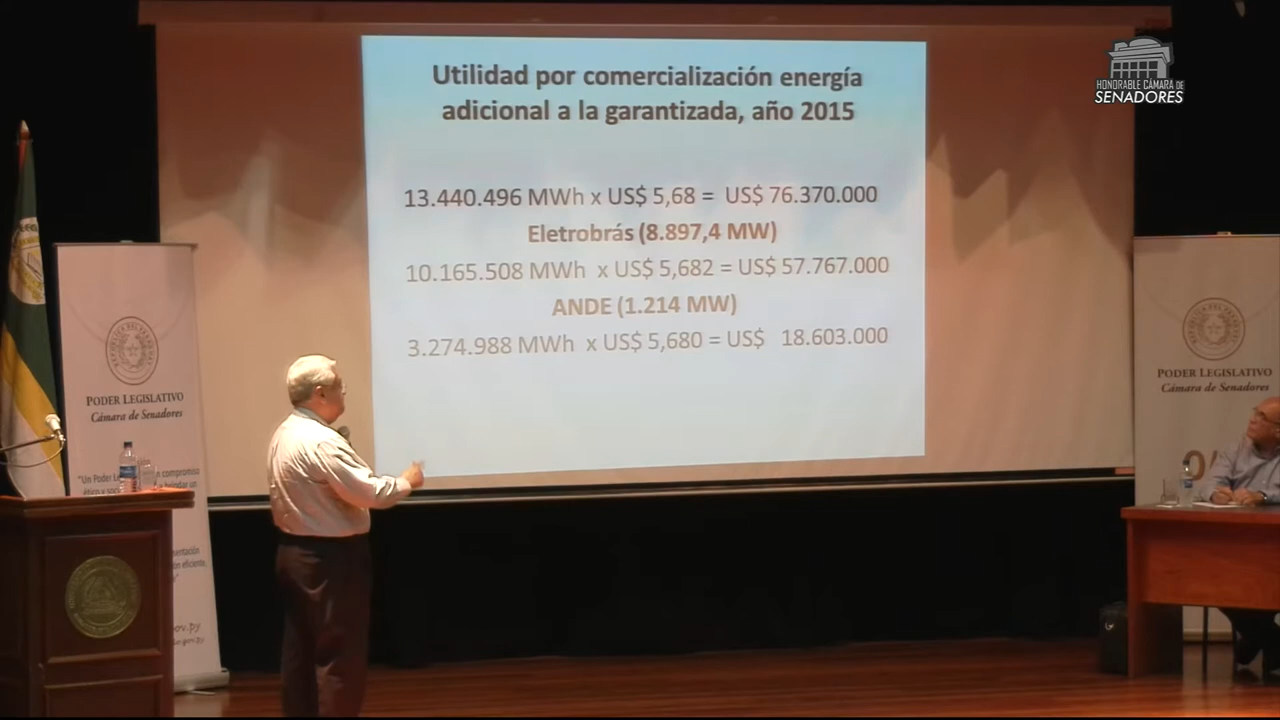 Utilidad por comercialización energía
adicional a la garantizada, año 2015
13.440.496 MWh x US$ 5,68 = US$ 76.370.000
Eletrobrás (8.897,4 MW)
10.165.508 MWh x US$ 5,682 = US$ 57.767.000
ANDE (1.214 MW)
3.274.988 MWh x US$ 5,680 = US$ 18.603.000
HONORABLE CÁMARA DE
SENADORES
PODER LEGISLATIVO
Cámara de Senadores
"Un Poder
compromiso
PODER LEGISLATIVO
Cámara de Senadores